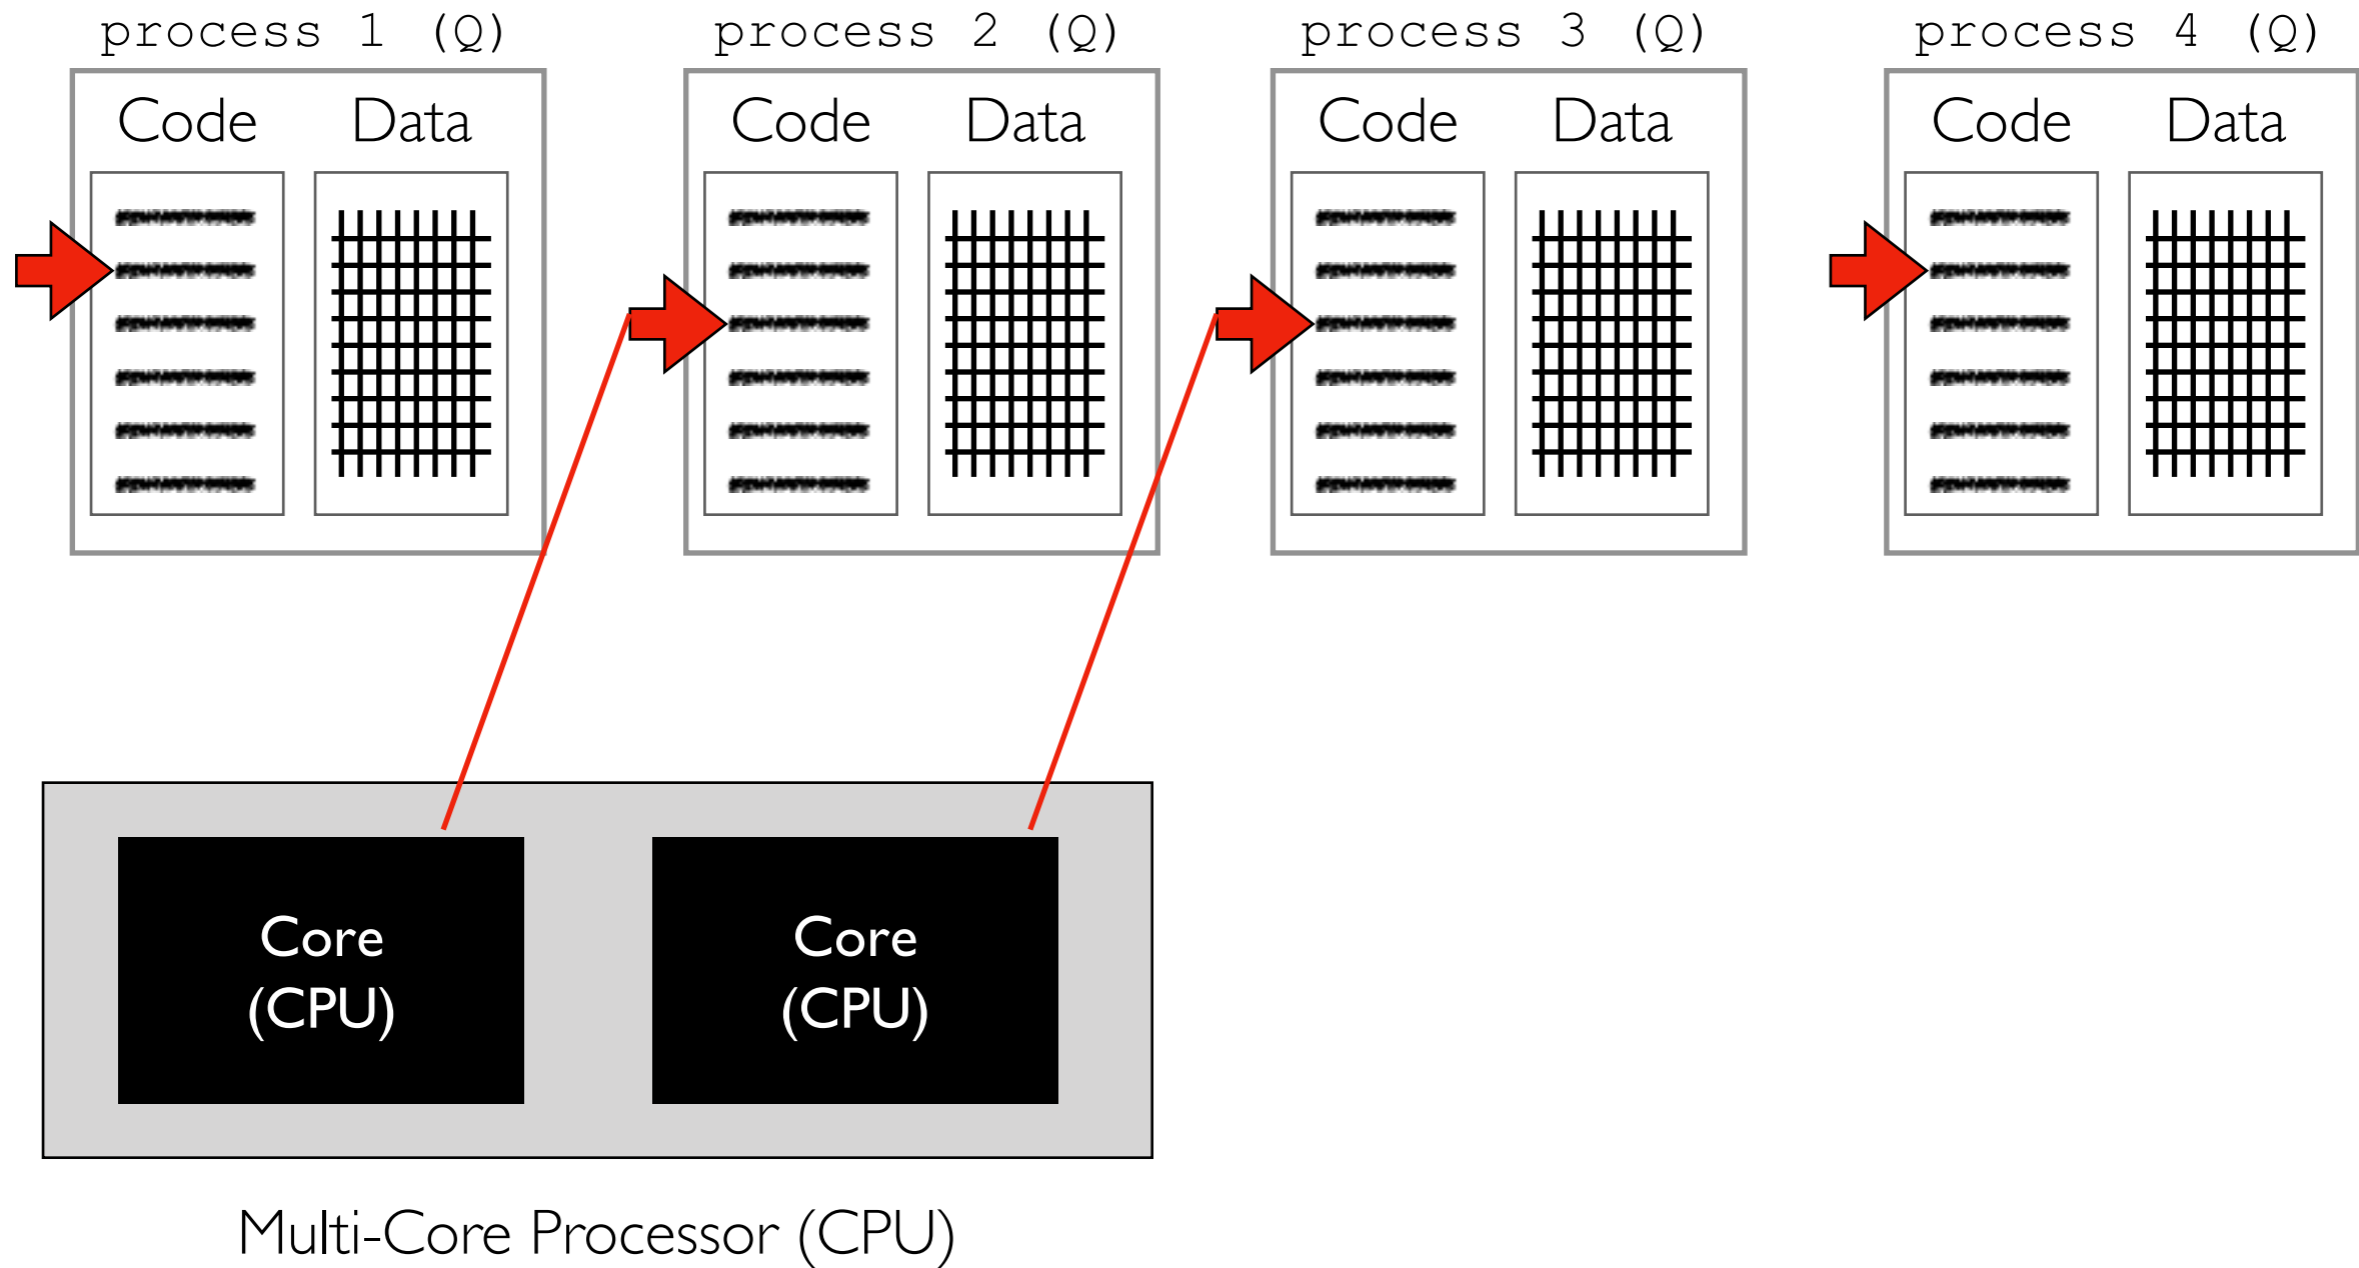 process 1 (Q)
process 2 (Q)
process 3 (Q)
process 4 (Q)
Code Data
Code Data
Code Data
Code Data
Core
(CPU)
Core
(CPU)
Multi-Core Processor (CPU)